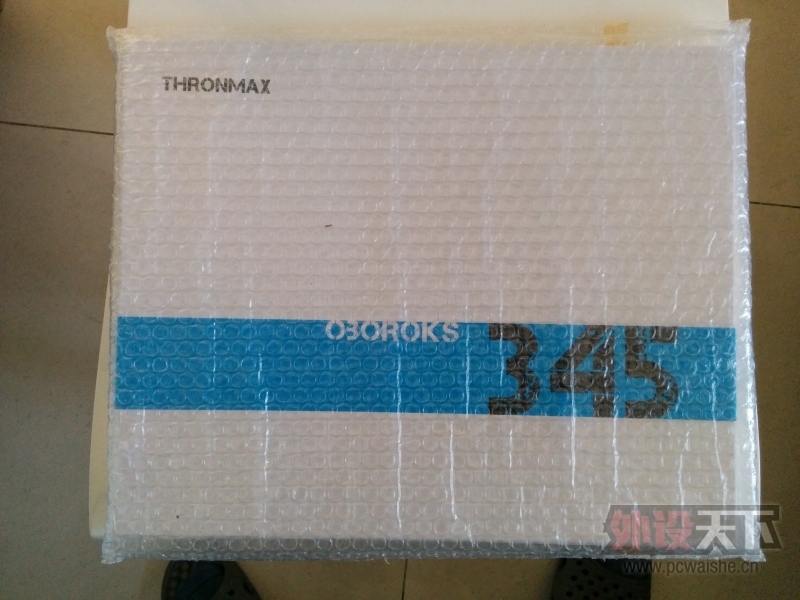 THRONMAX
OBOROKS
345
外设天下
www.pcwaishe.cn